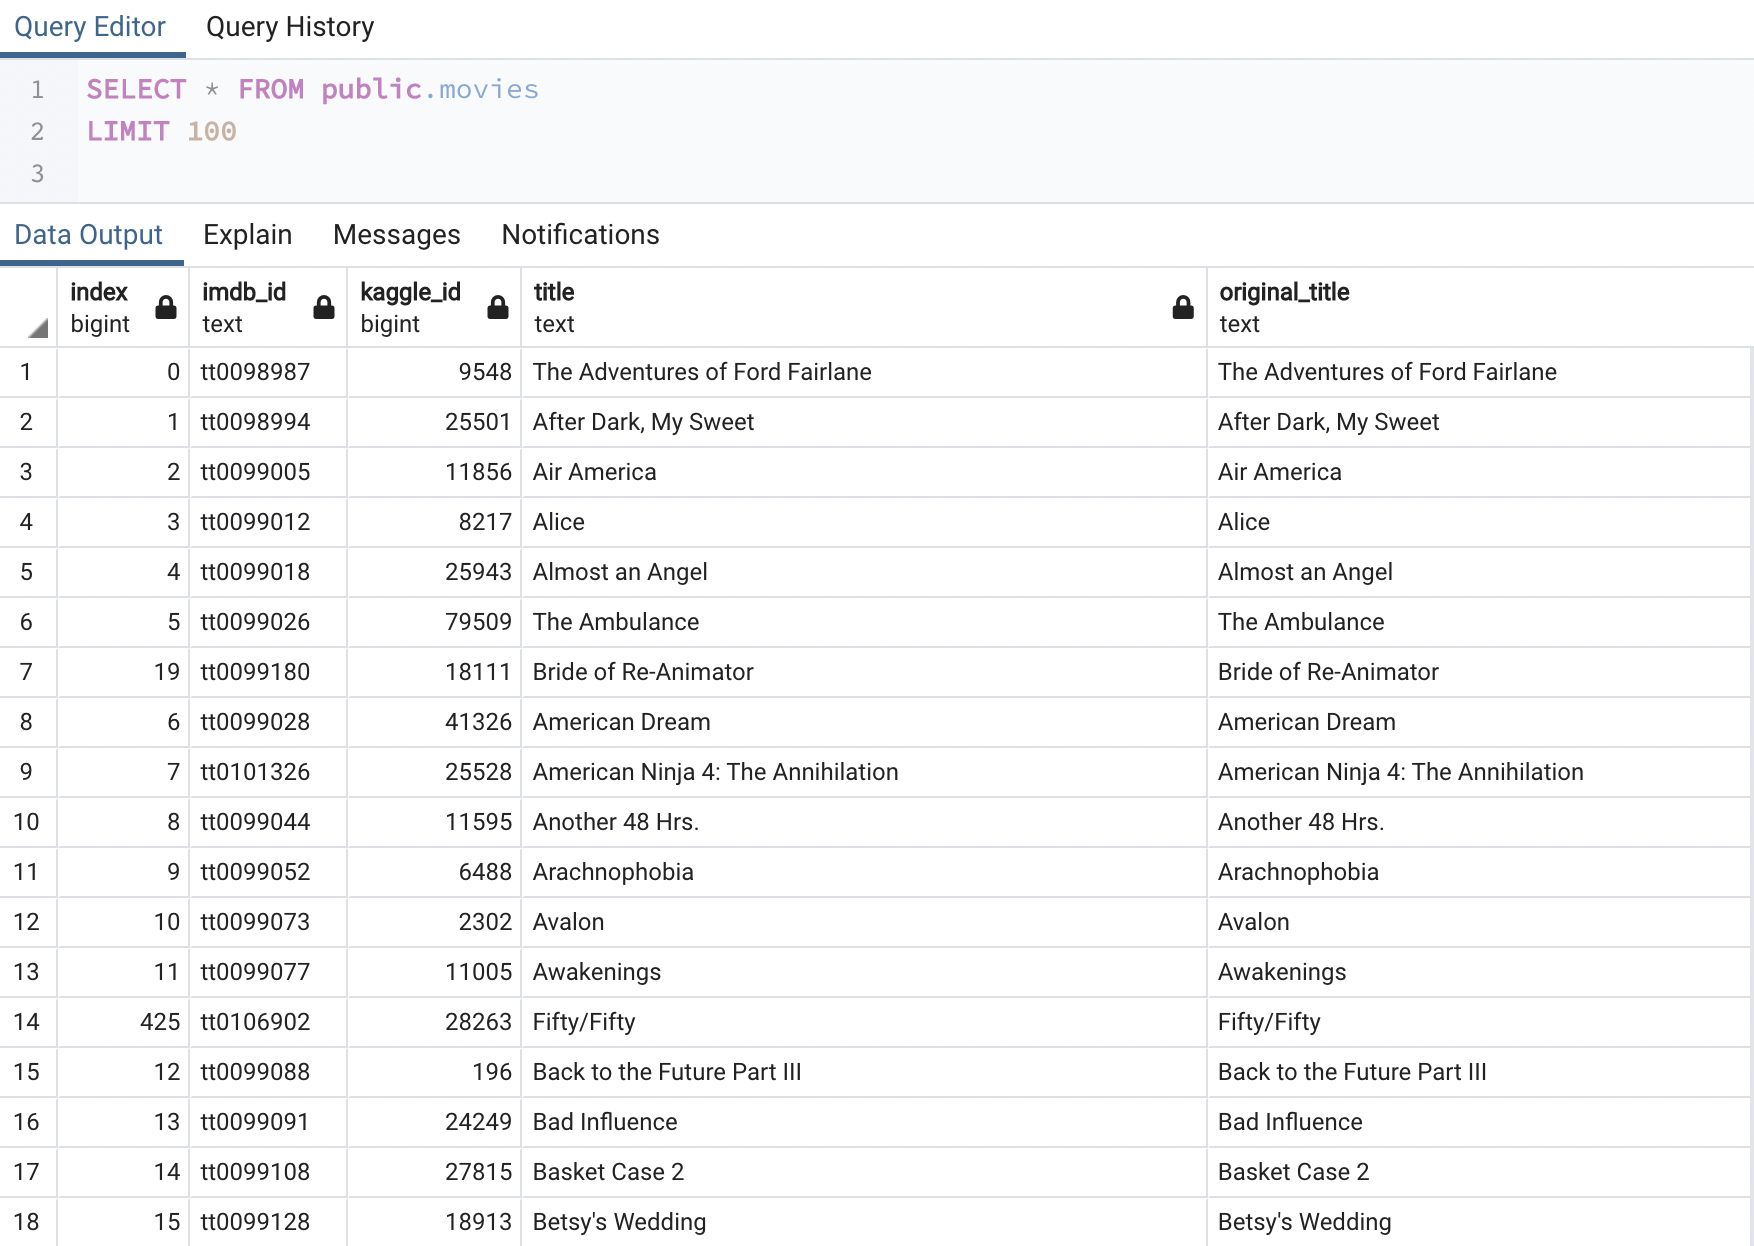 Query Editor Query History
1 SELECT * FROM public.movies
2 LIMIT 100
3
Data Output Explain Messages Notifications
index imdb_id kaggle_id title original_title
bigint text bigint text text
1 0 tt0098987 9548 The Adventures of Ford Fairlane The Adventures of Ford Fairlane
2 1 tt0098994 25501 After Dark, My Sweet After Dark, My Sweet
3 2 tt0099005 11856 Air America Air America
4 3 tt0099012 8217 Alice Alice
5 4 tt0099018 25943 Almost an Angel Almost an Angel
6 5 tt0099026 79509 The Ambulance The Ambulance
7 19 tt0099180 18111 Bride of Re-Animator Bride of Re-Animator
8 6 tt0099028 41326 American Dream American Dream
9 7 tt0101326 25528 American Ninja 4: The Annihilation American Ninja 4: The Annihilation
10 8 tt0099044 11595 Another 48 Hrs. Another 48 Hrs.
11 9 tt0099052 6488 Arachnophobia Arachnophobia
12 10 tt0099073 2302 Avalon Avalon
13 11 tt0099077 11005 Awakenings Awakenings
14 425 tt0106902 28263 Fifty/Fifty Fifty/Fifty
15 12 tt0099088 196 Back to the Future Part III Back to the Future Part III
16 13 tt0099091 24249 Bad Influence Bad Influence
17 14 tt0099108 27815 Basket Case 2 Basket Case 2
18 15 tt0099128 18913 Betsy's Wedding Betsy's Wedding